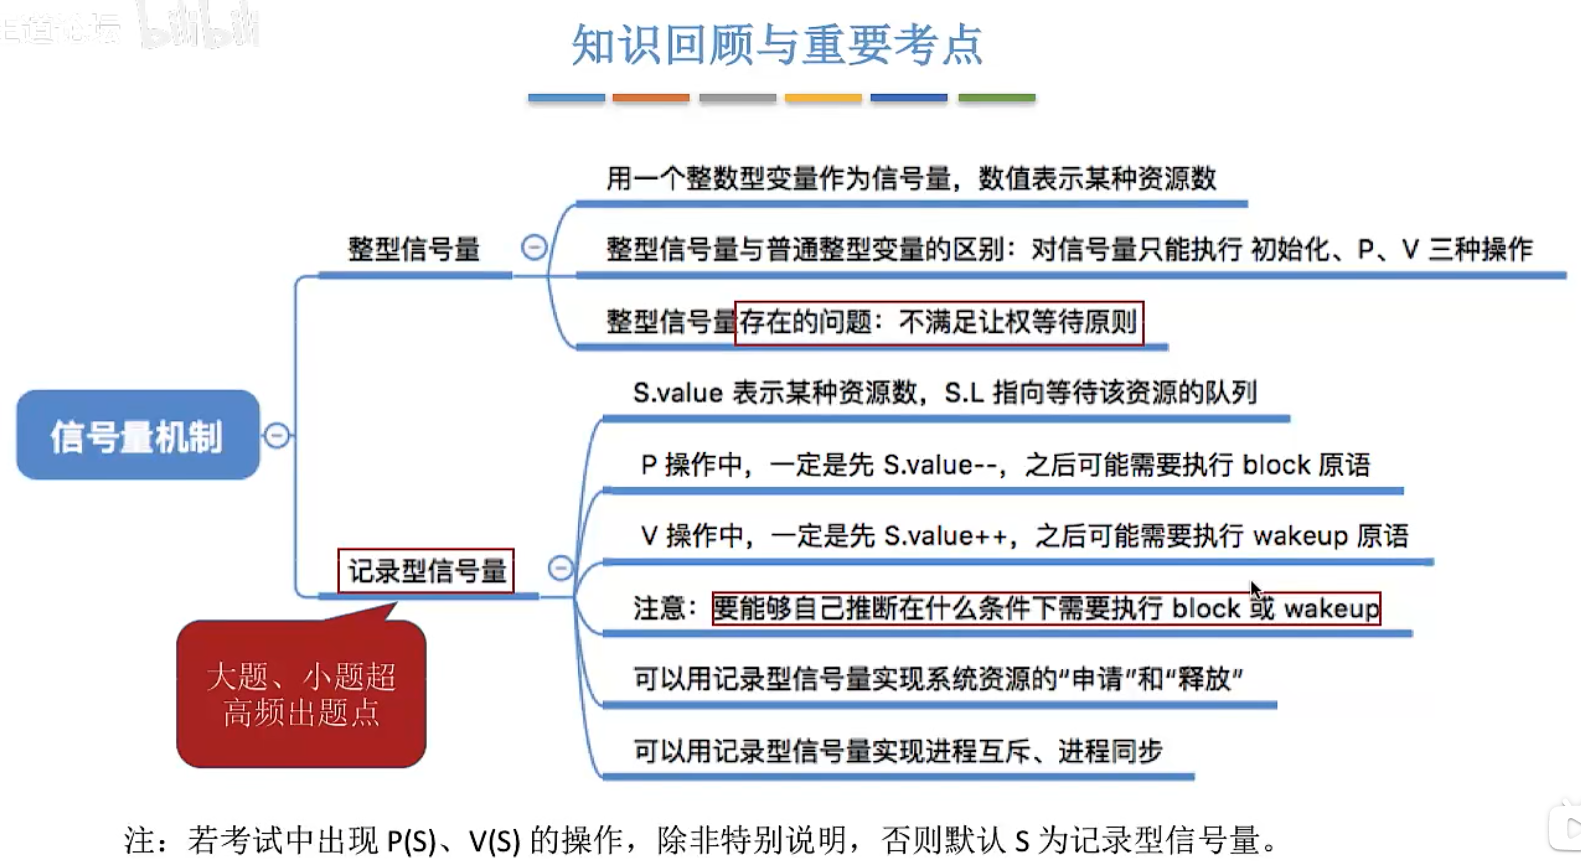 bilibili
知识回顾与重要考点
用一个整数型变量作为信号量，数值表示某种资源数
整型信号量
整型信号量与普通整型变量的区别：对信号量只能执行 初始化、P、V 三种操作
整型信号量存在的问题：不满足让权等待原则
信号量机制
S.value 表示某种资源数，S.L 指向等待该资源的队列
P 操作中，一定是先 S.value--，之后可能需要执行 block 原语
V 操作中，一定是先 S.value++，之后可能需要执行 wakeup 原语
记录型信号量
注意：要能够自己推断在什么条件下需要执行 block 或 wakeup
可以用记录型信号量实现系统资源的“申请”和“释放”
可以用记录型信号量实现进程互斥、进程同步
大题、小题超
高频出题点
注：若考试中出现 P(S)、V(S) 的操作，除非特别说明，否则默认 S 为记录型信号量。